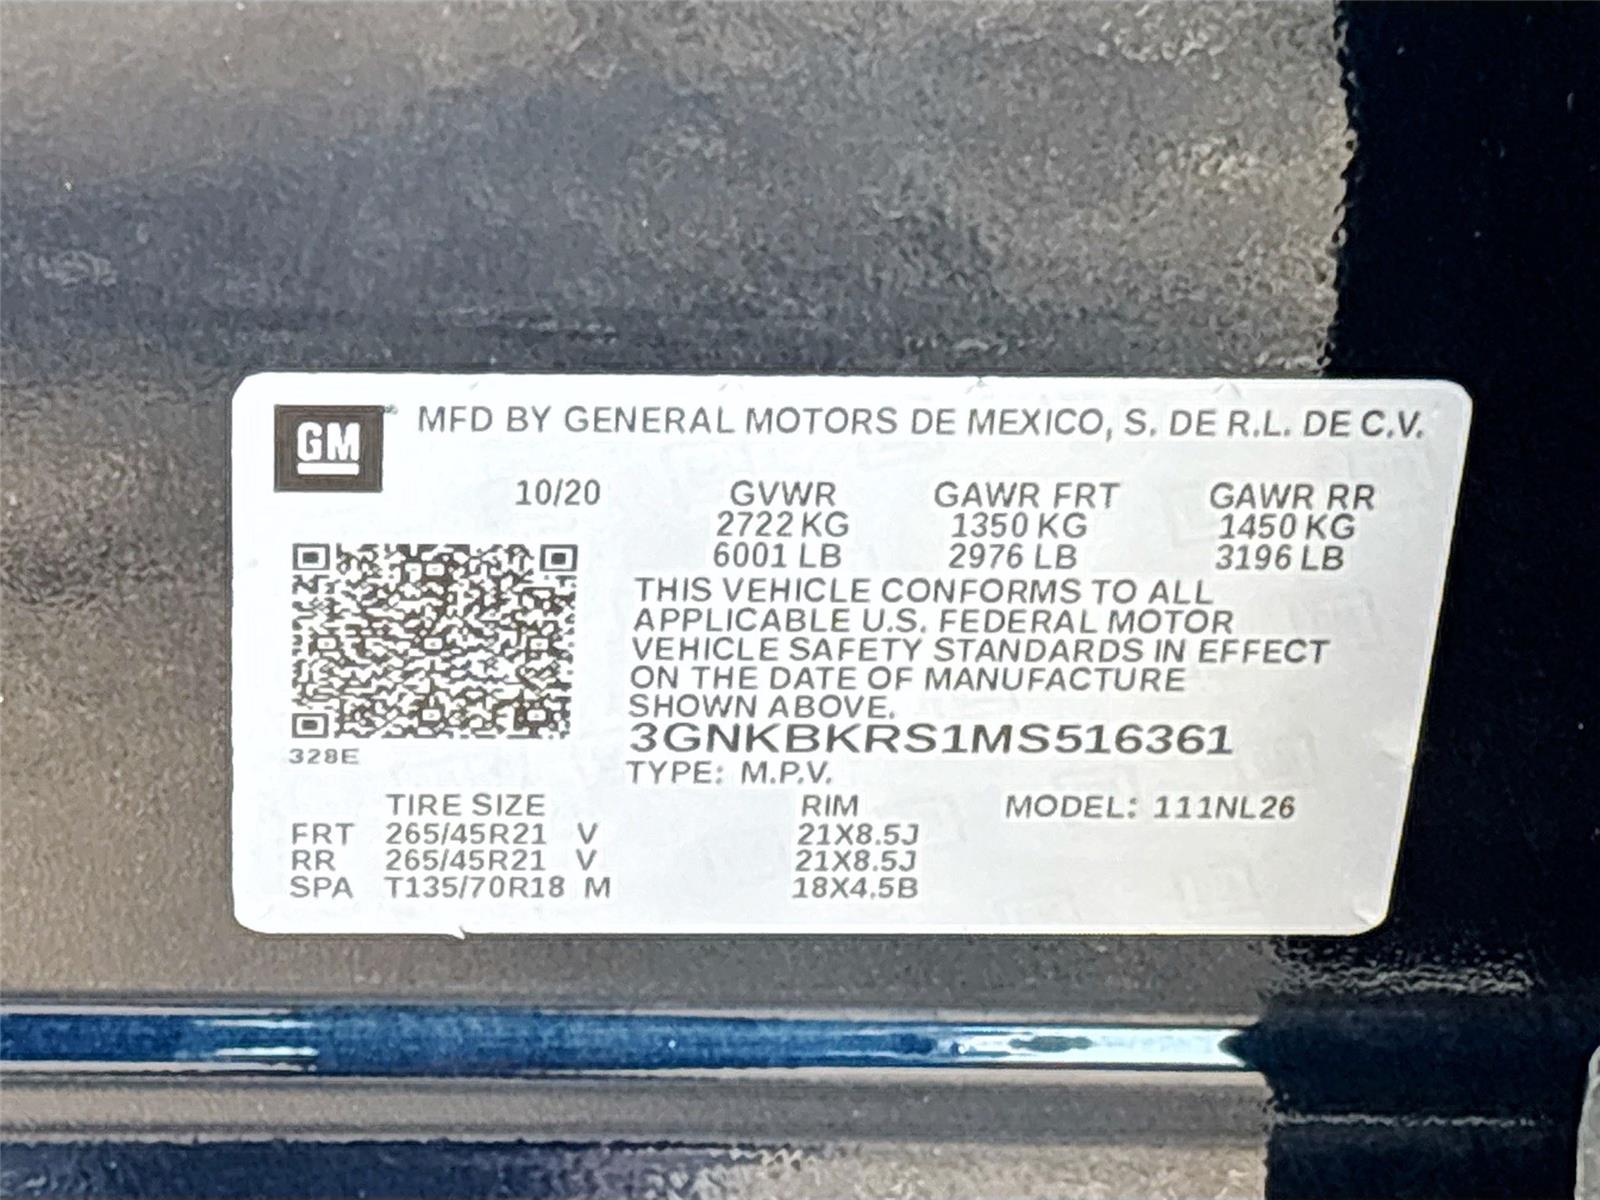 GM MFD BY GENERAL MOTORS DE MEXICO, S. DE R.L. DE C.V.
10/20 GVWR GAWR FRT GAWR RR
2722 KG 1350 KG 1450 KG
6001 LB 2976 LB 3196 LB
THIS VEHICLE CONFORMS TO ALL
APPLICABLE U.S. FEDERAL MOTOR
VEHICLE SAFETY STANDARDS IN EFFECT
ON THE DATE OF MANUFACTURE
SHOWN ABOVE.
3GNKBKRS1MS516361
328E
TYPE: M.P.V.
TIRE SIZE RIM MODEL: 111NL26
FRT 265/45R21 V 21X8.5J
RR 265/45R21 V 21X8.5J
SPA T135/70R18 M 18X4.5B